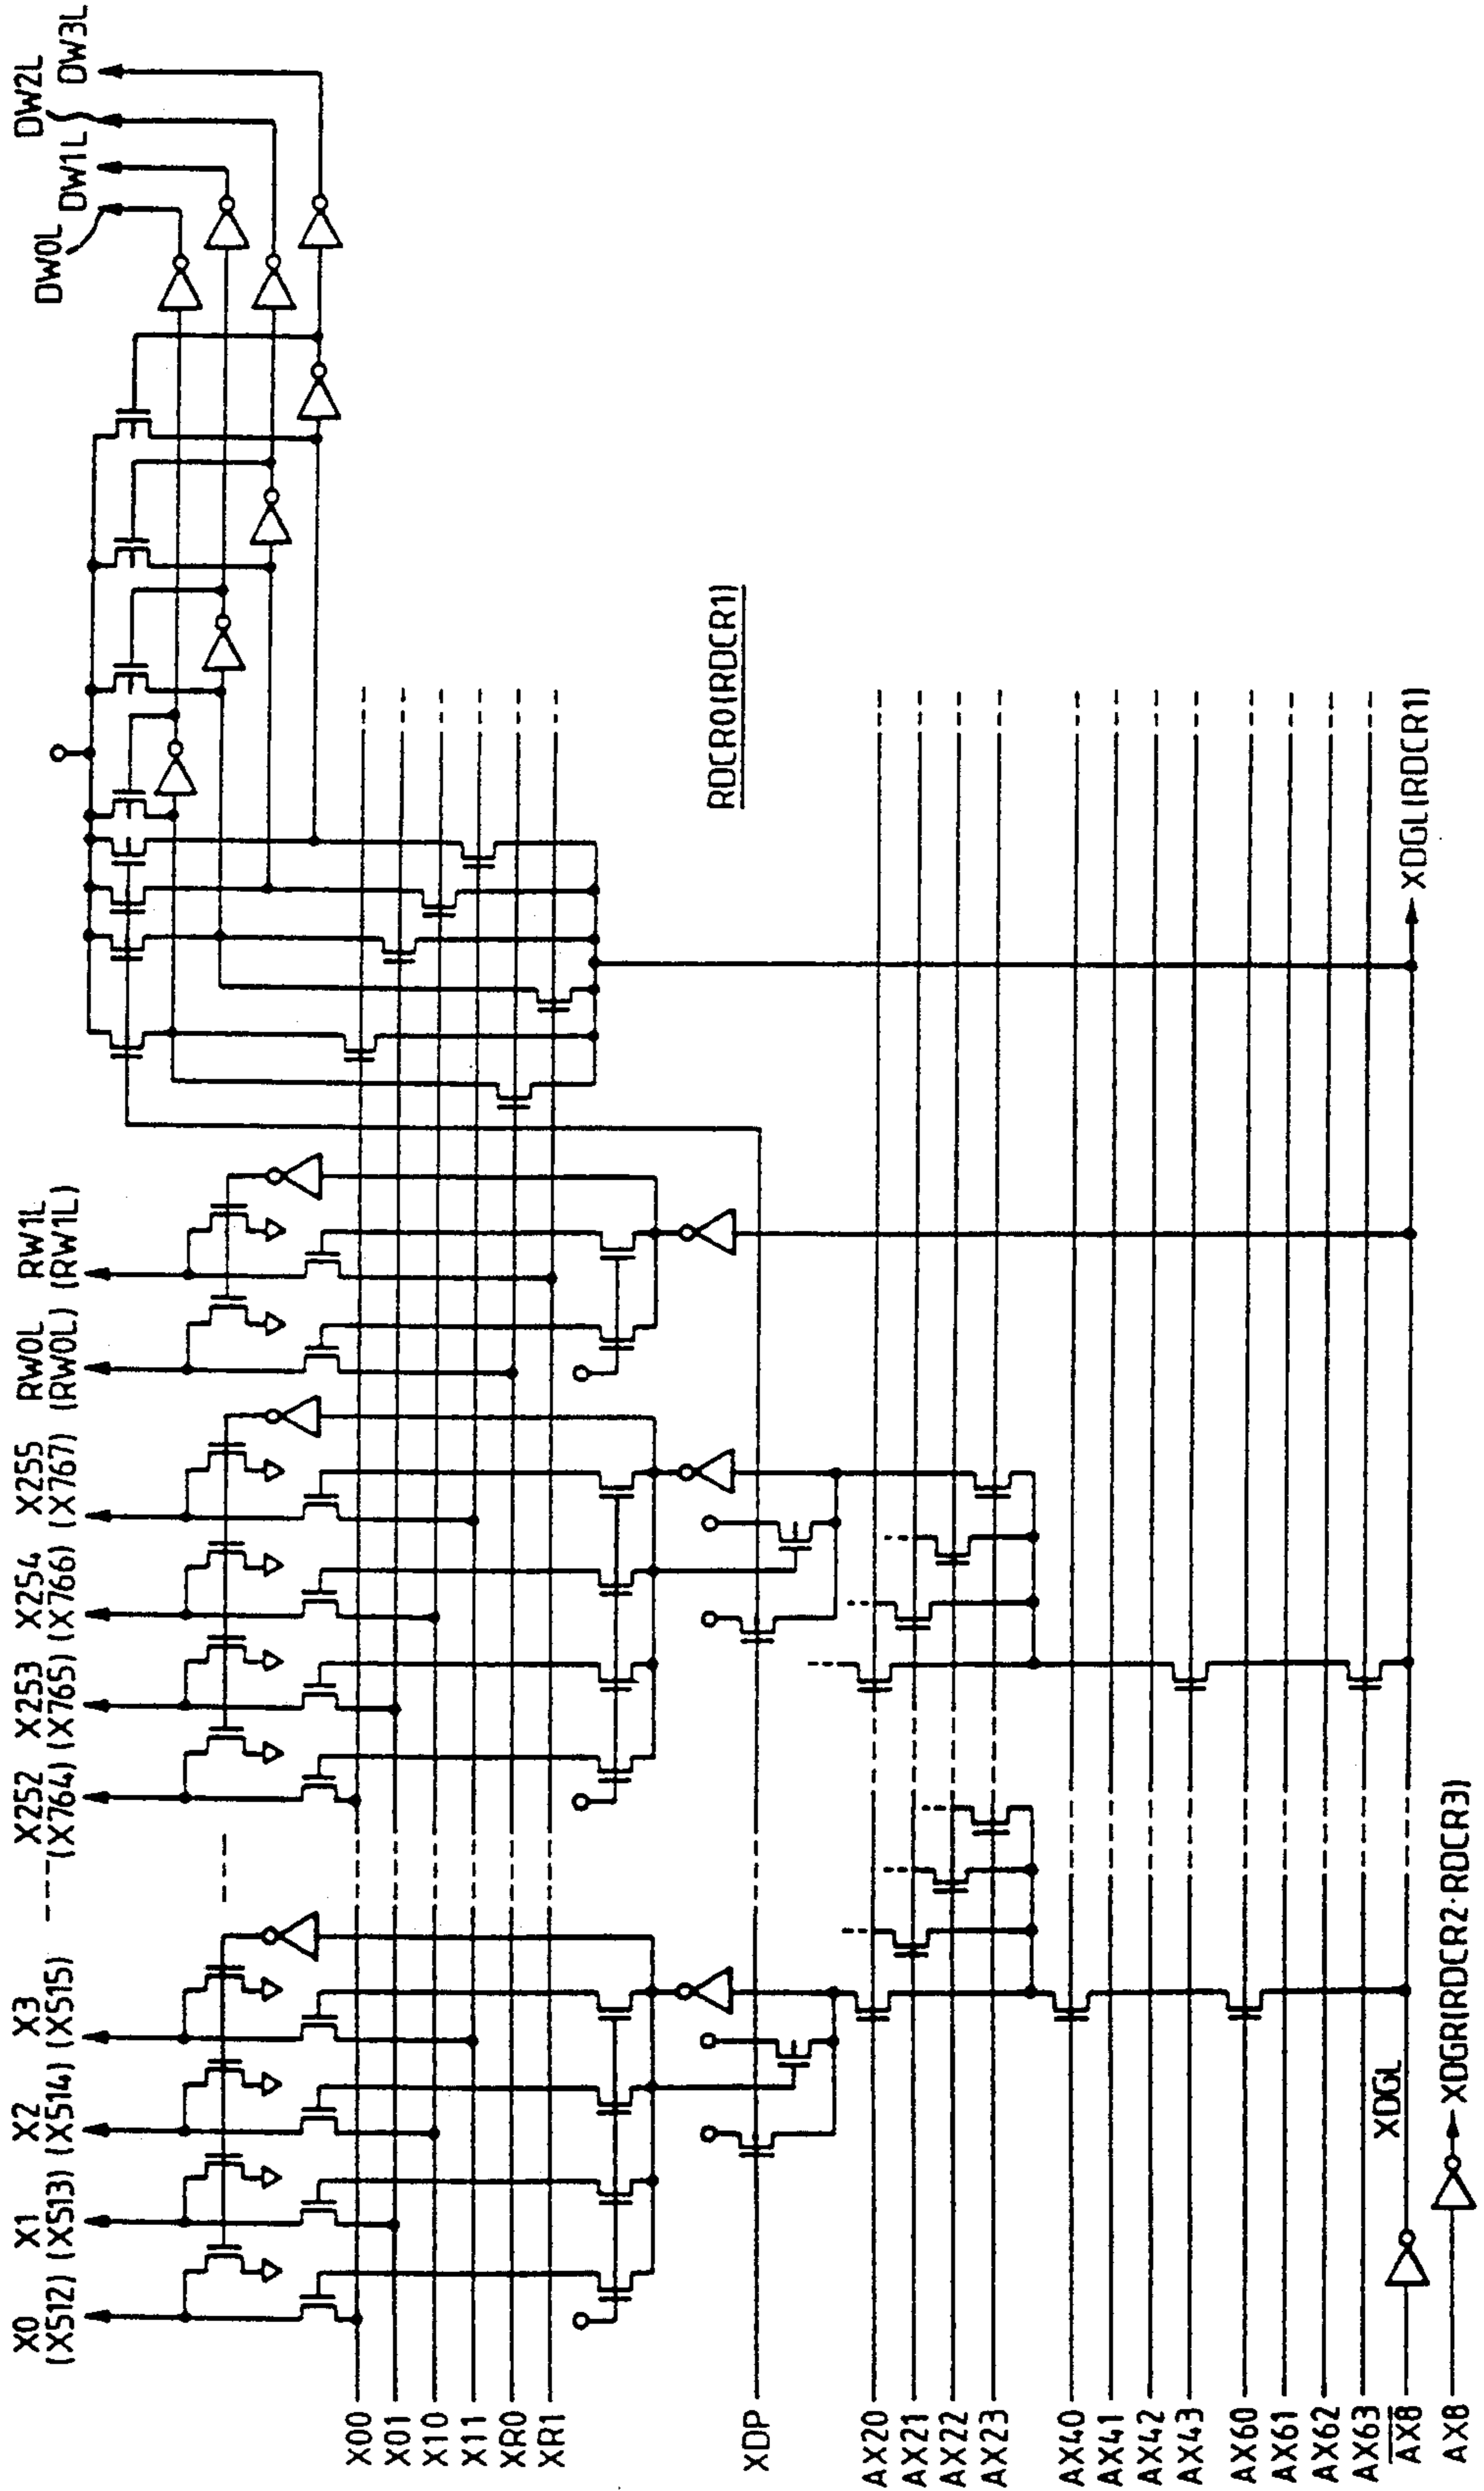 X0 X1 X2 X3 ---- X252 X253 X254 X255 RW0L RW1L
(X512) (X513) (X514) (X515) (X764) (X765) (X766) (X767) (RW0L) (RW1L)
DW0L DW1L DW2L DW3L
X00
X01
X10
X11
XR0
XR1
RDCR0(RDCR1)
XDP
AX20
AX21
AX22
AX23
AX40
AX41
AX42
AX43
AX60
AX61
AX62
AX63
A̅X̅8̅ XDGL XDGL(RDCR1)
AX8 XDGR(RDCR2·RDCR3)